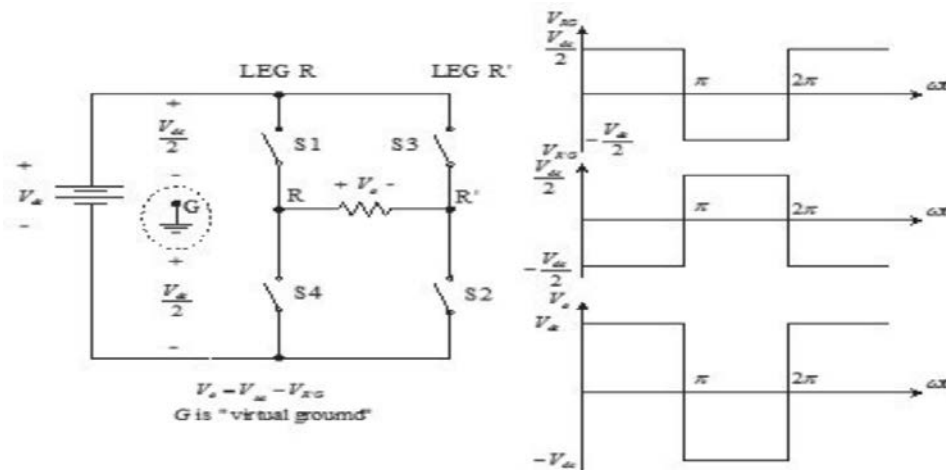 LEG R
LEG R'
+
V_dc
2
-
S1
S3
+
V_dc
-
R
+ V_o -
R'
G
+
V_dc
2
-
S4
S2
V_o = V_RG - V_R'G
G is "virtual ground"
V_RG
V_dc
2
π
2π
ωt
- V_dc
2
V_R'G
V_dc
2
π
2π
ωt
- V_dc
2
V_o
V_dc
π
2π
ωt
- V_dc